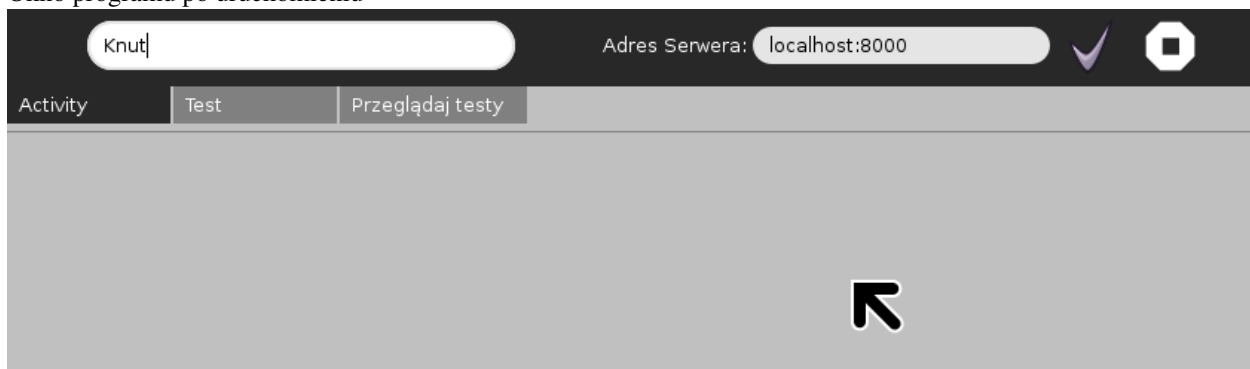 Okno programu po uruchomieniu
Knut
Adres Serwera: localhost:8000
Activity
Test
Przeglądaj testy